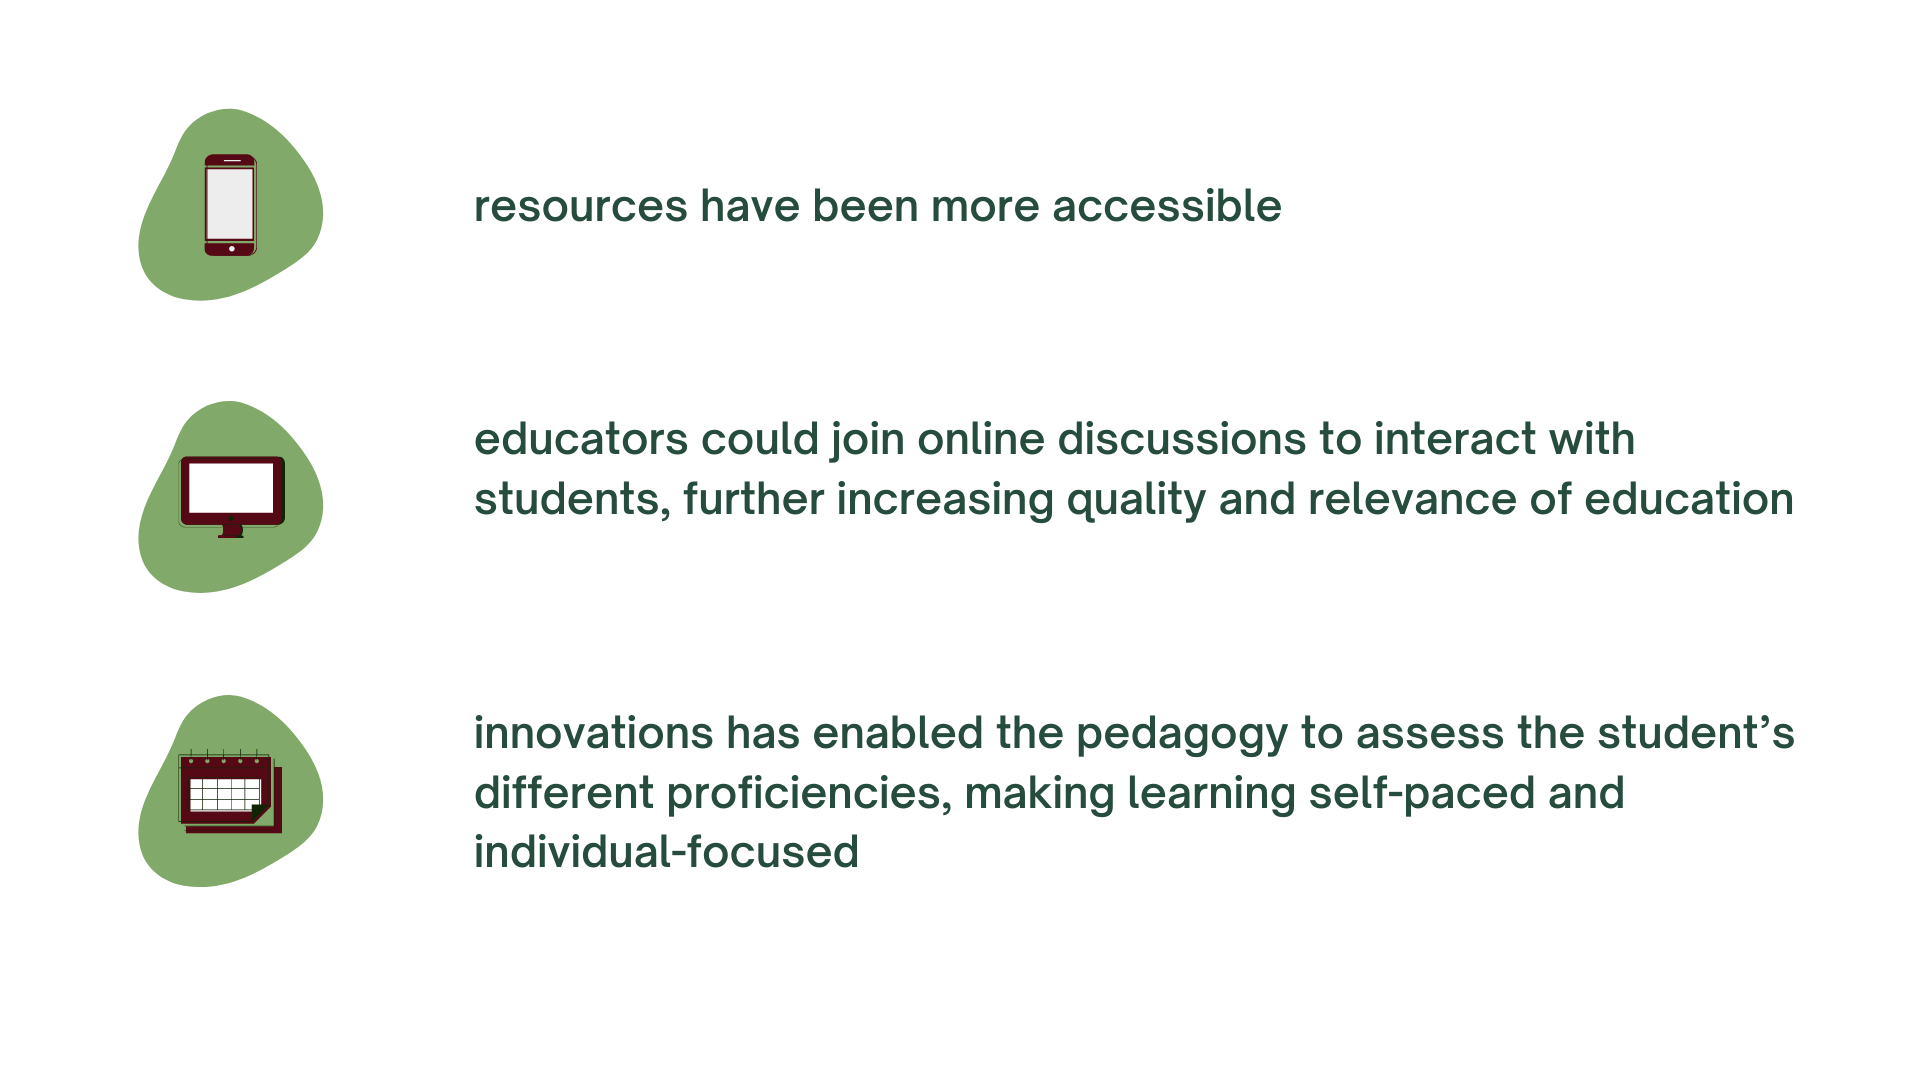 resources have been more accessible
educators could join online discussions to interact with
students, further increasing quality and relevance of education
innovations has enabled the pedagogy to assess the student’s
different proficiencies, making learning self-paced and
individual-focused